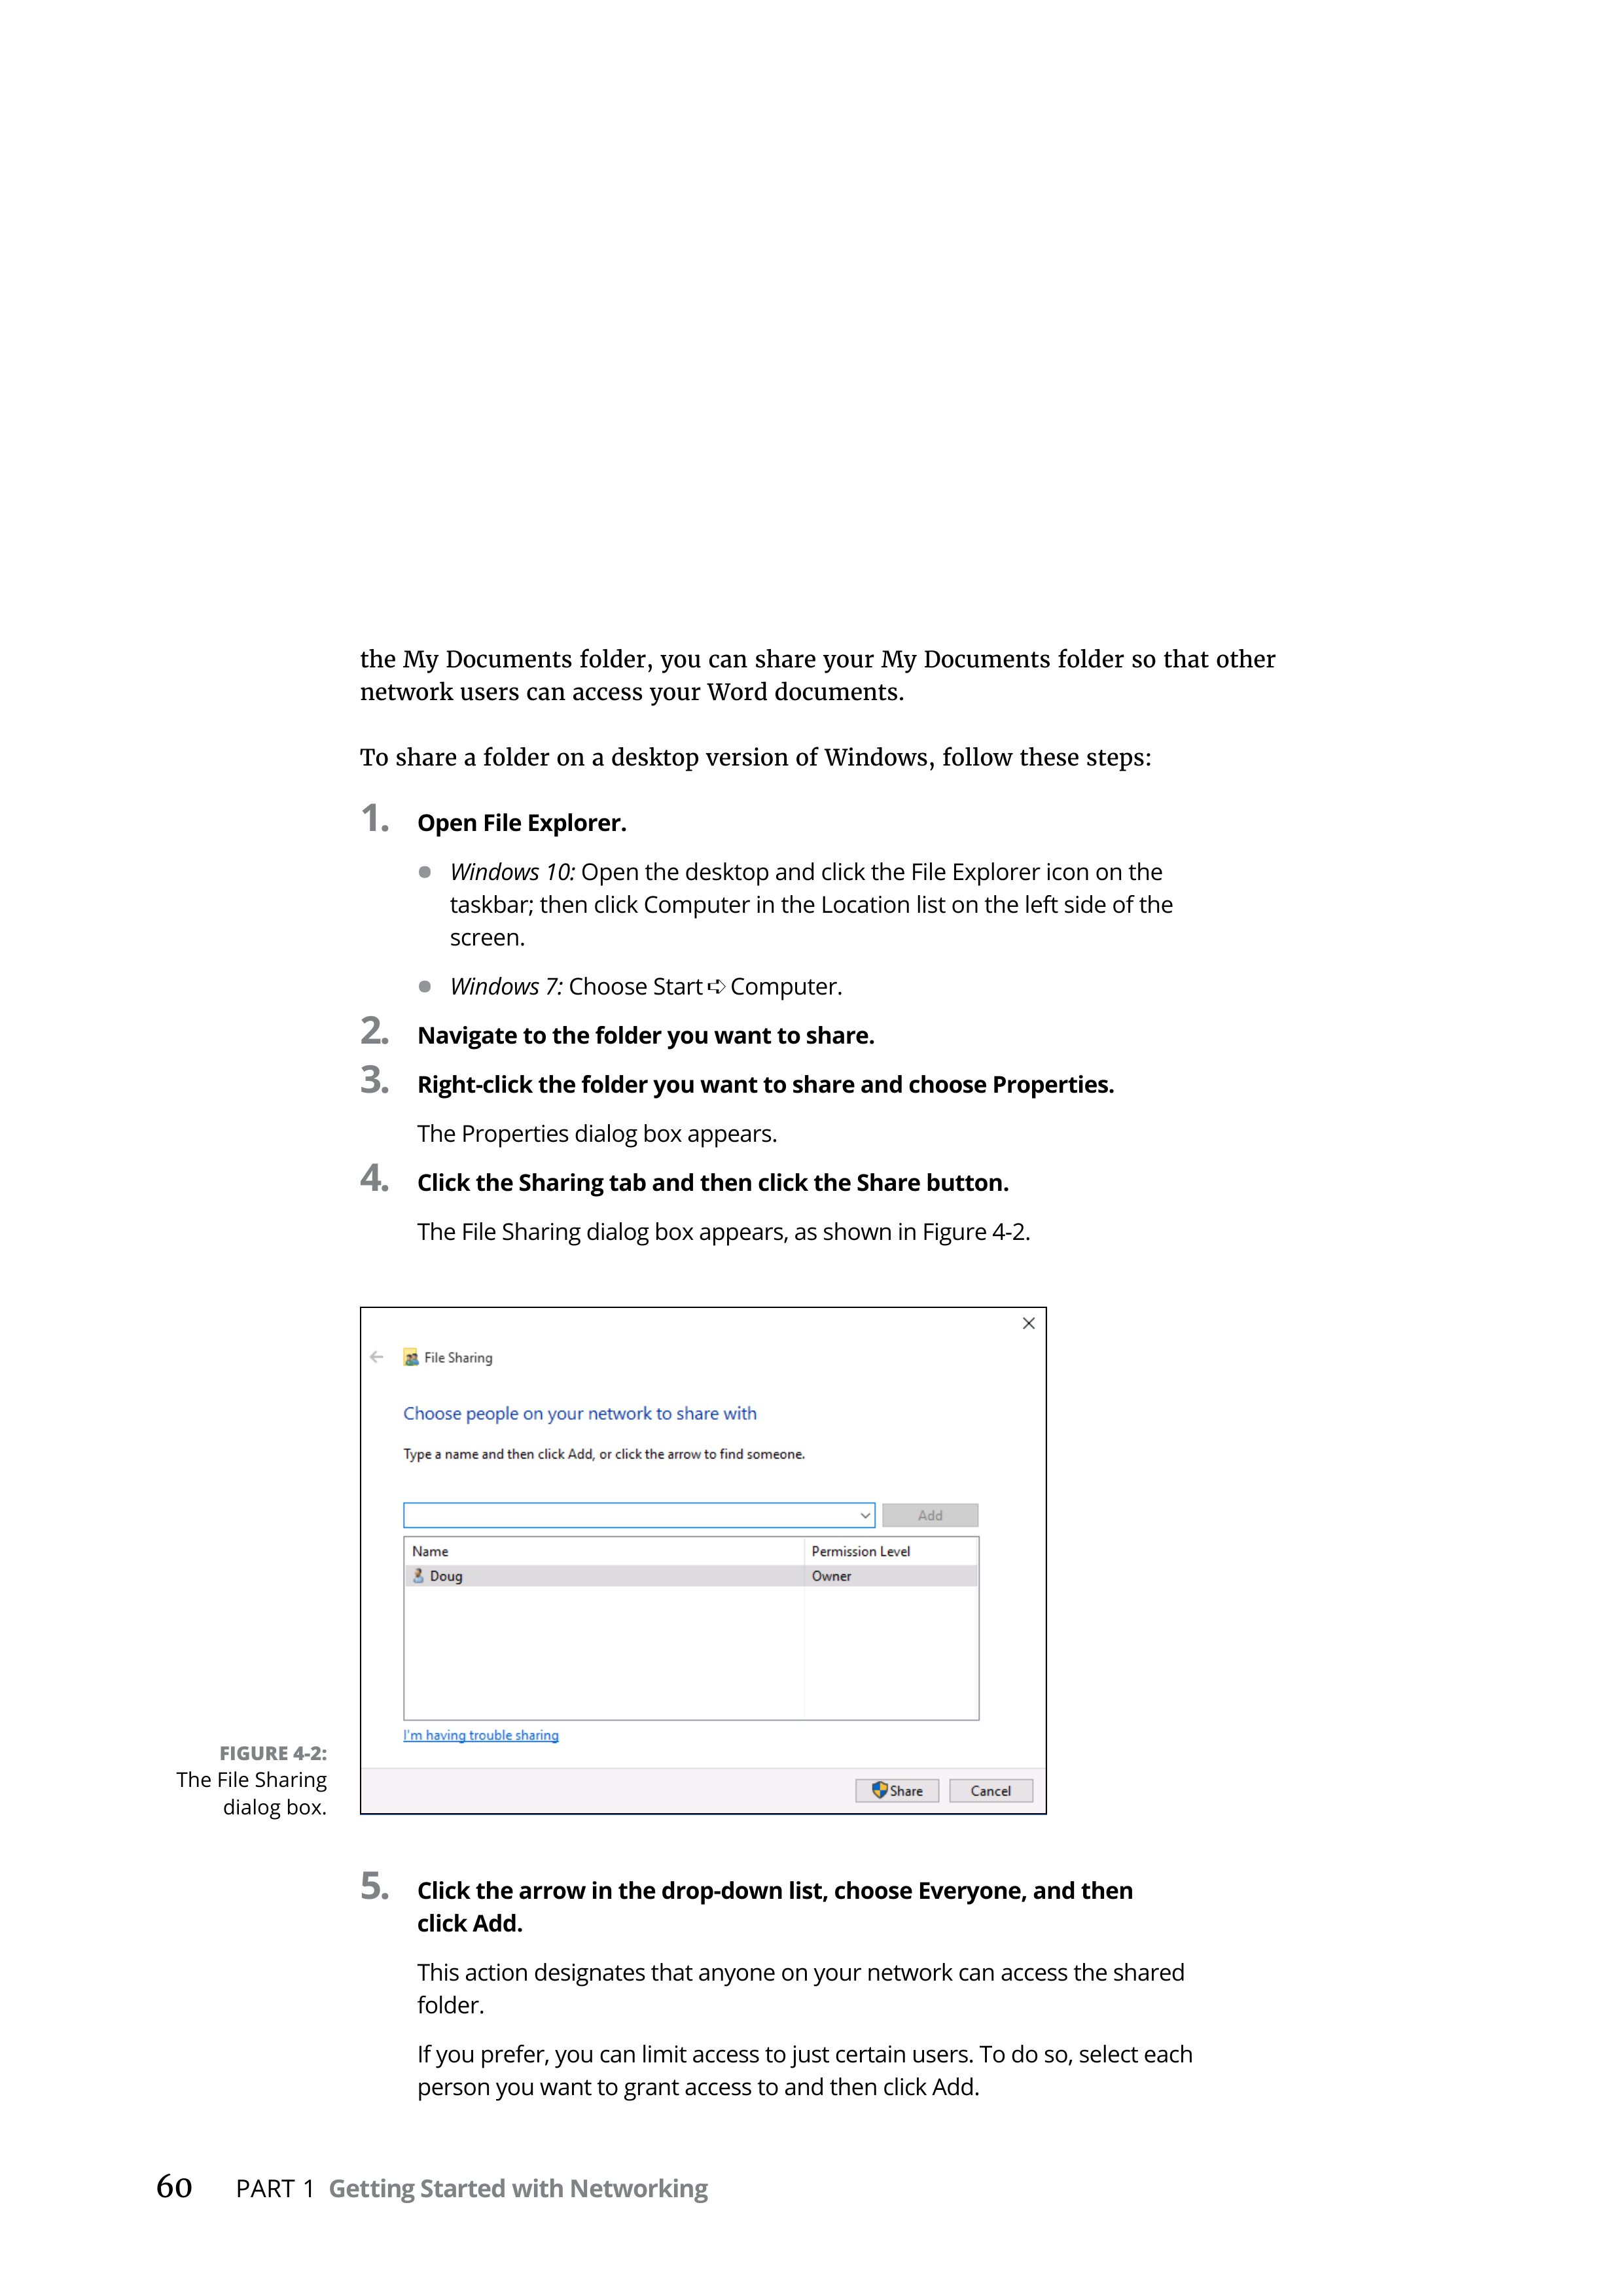 the My Documents folder, you can share your My Documents folder so that other
network users can access your Word documents.
To share a folder on a desktop version of Windows, follow these steps:
1. Open File Explorer.
• Windows 10: Open the desktop and click the File Explorer icon on the
taskbar; then click Computer in the Location list on the left side of the
screen.
• Windows 7: Choose Start ➪ Computer.
2. Navigate to the folder you want to share.
3. Right-click the folder you want to share and choose Properties.
The Properties dialog box appears.
4. Click the Sharing tab and then click the Share button.
The File Sharing dialog box appears, as shown in Figure 4-2.
File Sharing
Choose people on your network to share with
Type a name and then click Add, or click the arrow to find someone.
Add
Name Permission Level
Doug Owner
I'm having trouble sharing
Share Cancel
FIGURE 4-2:
The File Sharing
dialog box.
5. Click the arrow in the drop-down list, choose Everyone, and then
click Add.
This action designates that anyone on your network can access the shared
folder.
If you prefer, you can limit access to just certain users. To do so, select each
person you want to grant access to and then click Add.
60 PART 1 Getting Started with Networking